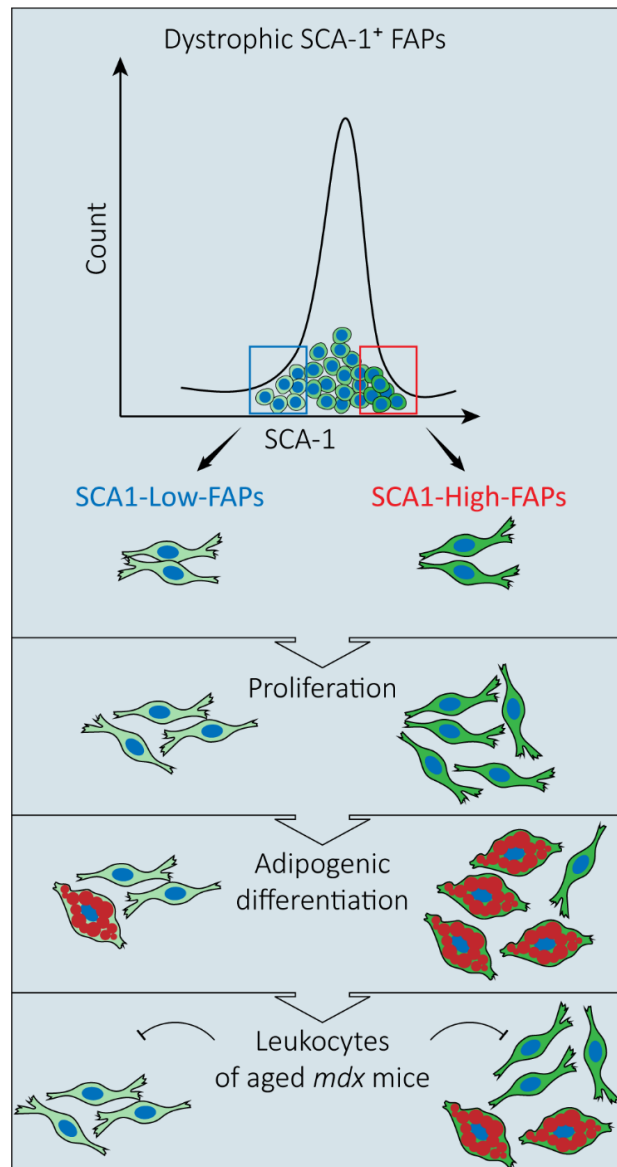 Dystrophic SCA-1⁺ FAPs
Count
SCA-1
SCA1-Low-FAPs
SCA1-High-FAPs
Proliferation
Adipogenic
differentiation
Leukocytes
of aged mdx mice